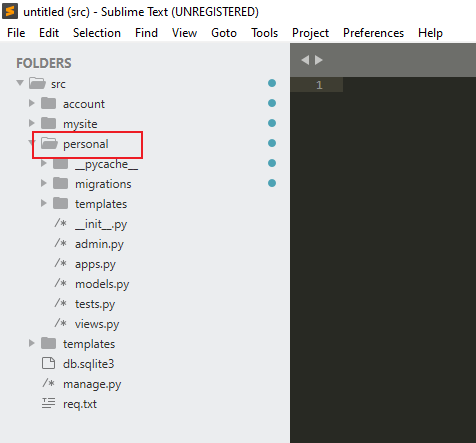 untitled (src) - Sublime Text (UNREGISTERED)
File Edit Selection Find View Goto Tools Project Preferences Help
FOLDERS
src
1
account
mysite
personal
__pycache__
migrations
templates
/* __init__.py
/* admin.py
/* apps.py
/* models.py
/* tests.py
/* views.py
templates
db.sqlite3
/* manage.py
req.txt